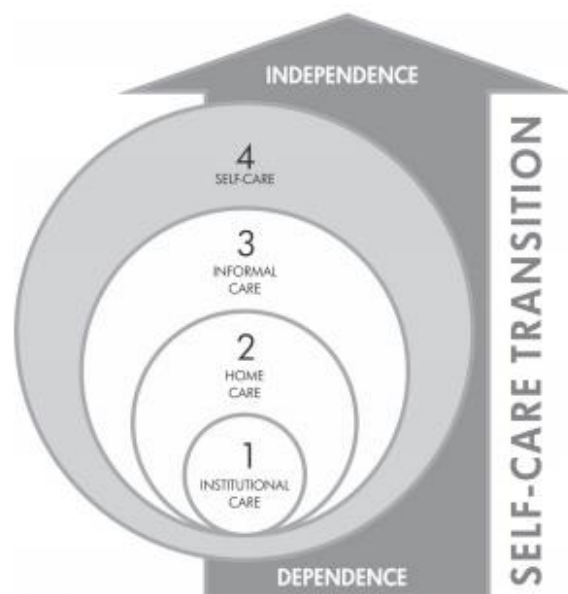 INDEPENDENCE
4
SELF-CARE
3
INFORMAL
CARE
2
HOME
CARE
1
INSTITUTIONAL
CARE
DEPENDENCE
SELF-CARE TRANSITION